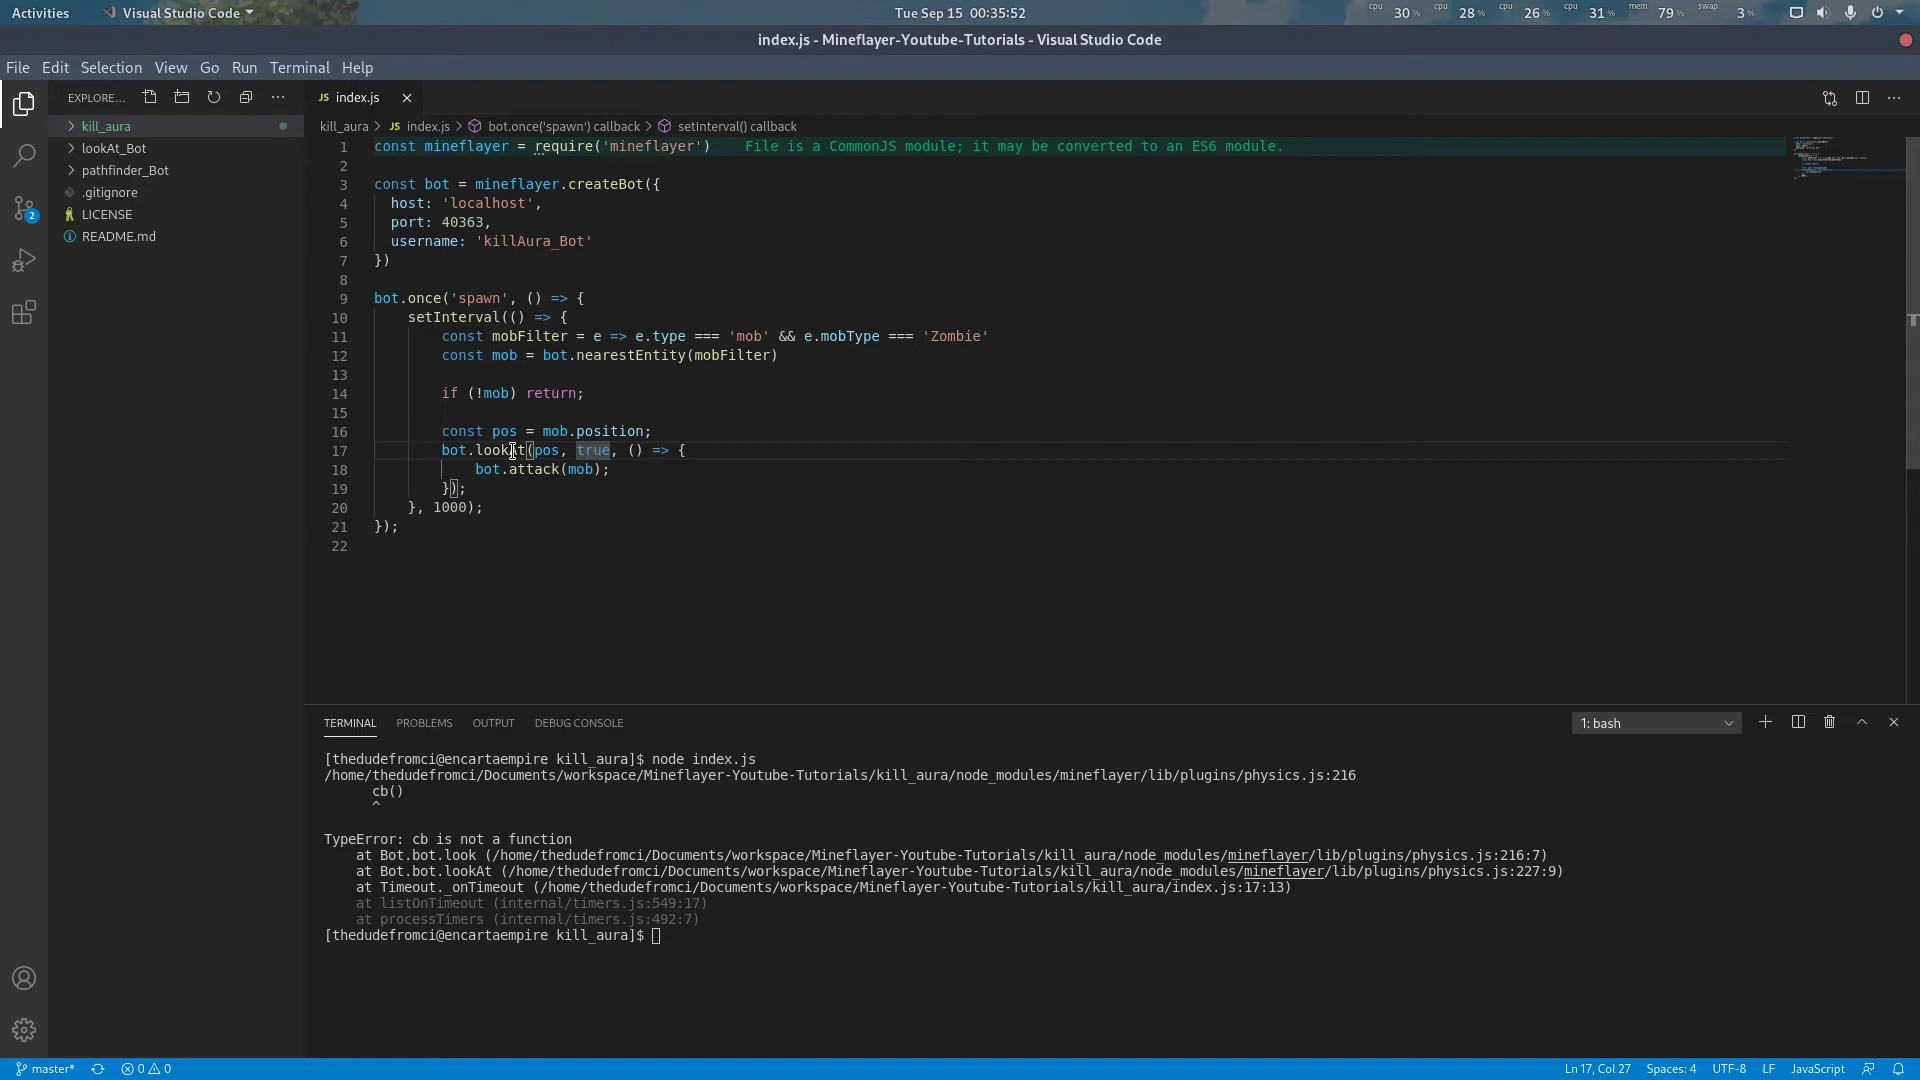 Activities Visual Studio Code Tue Sep 15 00:35:52 cpu 30 % cpu 28 % cpu 26 % cpu 31 % mem 79 % swap 3 %
index.js - Mineflayer-Youtube-Tutorials - Visual Studio Code
File Edit Selection View Go Run Terminal Help
EXPLORE... JS index.js
kill_aura
lookAt_Bot
pathfinder_Bot
.gitignore
LICENSE
README.md
2
kill_aura > JS index.js > bot.once('spawn') callback > setInterval() callback
1 const mineflayer = require('mineflayer') File is a CommonJS module; it may be converted to an ES6 module.
2
3 const bot = mineflayer.createBot({
4 host: 'localhost',
5 port: 40363,
6 username: 'killAura_Bot'
7 })
8
9 bot.once('spawn', () => {
10 setInterval(() => {
11 const mobFilter = e => e.type === 'mob' && e.mobType === 'Zombie'
12 const mob = bot.nearestEntity(mobFilter)
13
14 if (!mob) return;
15
16 const pos = mob.position;
17 bot.lookAt(pos, true, () => {
18 bot.attack(mob);
19 });
20 }, 1000);
21 });
22
TERMINAL PROBLEMS OUTPUT DEBUG CONSOLE 1: bash
[thedudefromci@encartaempire kill_aura]$ node index.js
/home/thedudefromci/Documents/workspace/Mineflayer-Youtube-Tutorials/kill_aura/node_modules/mineflayer/lib/plugins/physics.js:216
cb()
^
TypeError: cb is not a function
at Bot.bot.look (/home/thedudefromci/Documents/workspace/Mineflayer-Youtube-Tutorials/kill_aura/node_modules/mineflayer/lib/plugins/physics.js:216:7)
at Bot.bot.lookAt (/home/thedudefromci/Documents/workspace/Mineflayer-Youtube-Tutorials/kill_aura/node_modules/mineflayer/lib/plugins/physics.js:227:9)
at Timeout._onTimeout (/home/thedudefromci/Documents/workspace/Mineflayer-Youtube-Tutorials/kill_aura/index.js:17:13)
at listOnTimeout (internal/timers.js:549:17)
at processTimers (internal/timers.js:492:7)
[thedudefromci@encartaempire kill_aura]$
master* 0 0 Ln 17, Col 27 Spaces: 4 UTF-8 LF JavaScript